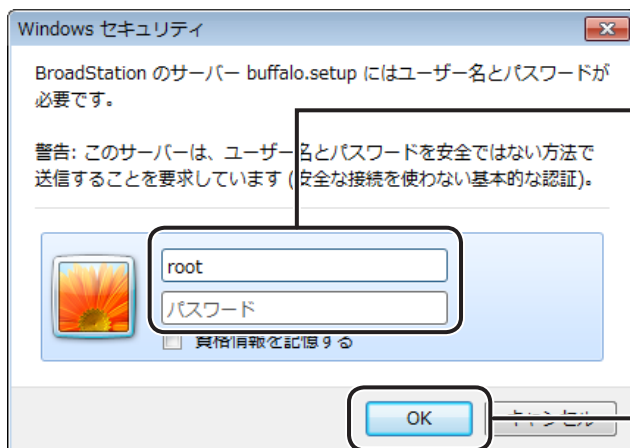 Windows セキュリティ
BroadStation のサーバー buffalo.setup にはユーザー名とパスワードが
必要です。
警告: このサーバーは、ユーザー名とパスワードを安全ではない方法で
送信することを要求しています (安全な接続を使わない基本的な認証)。
root
パスワード
資格情報を記憶する
OK
キャンセル